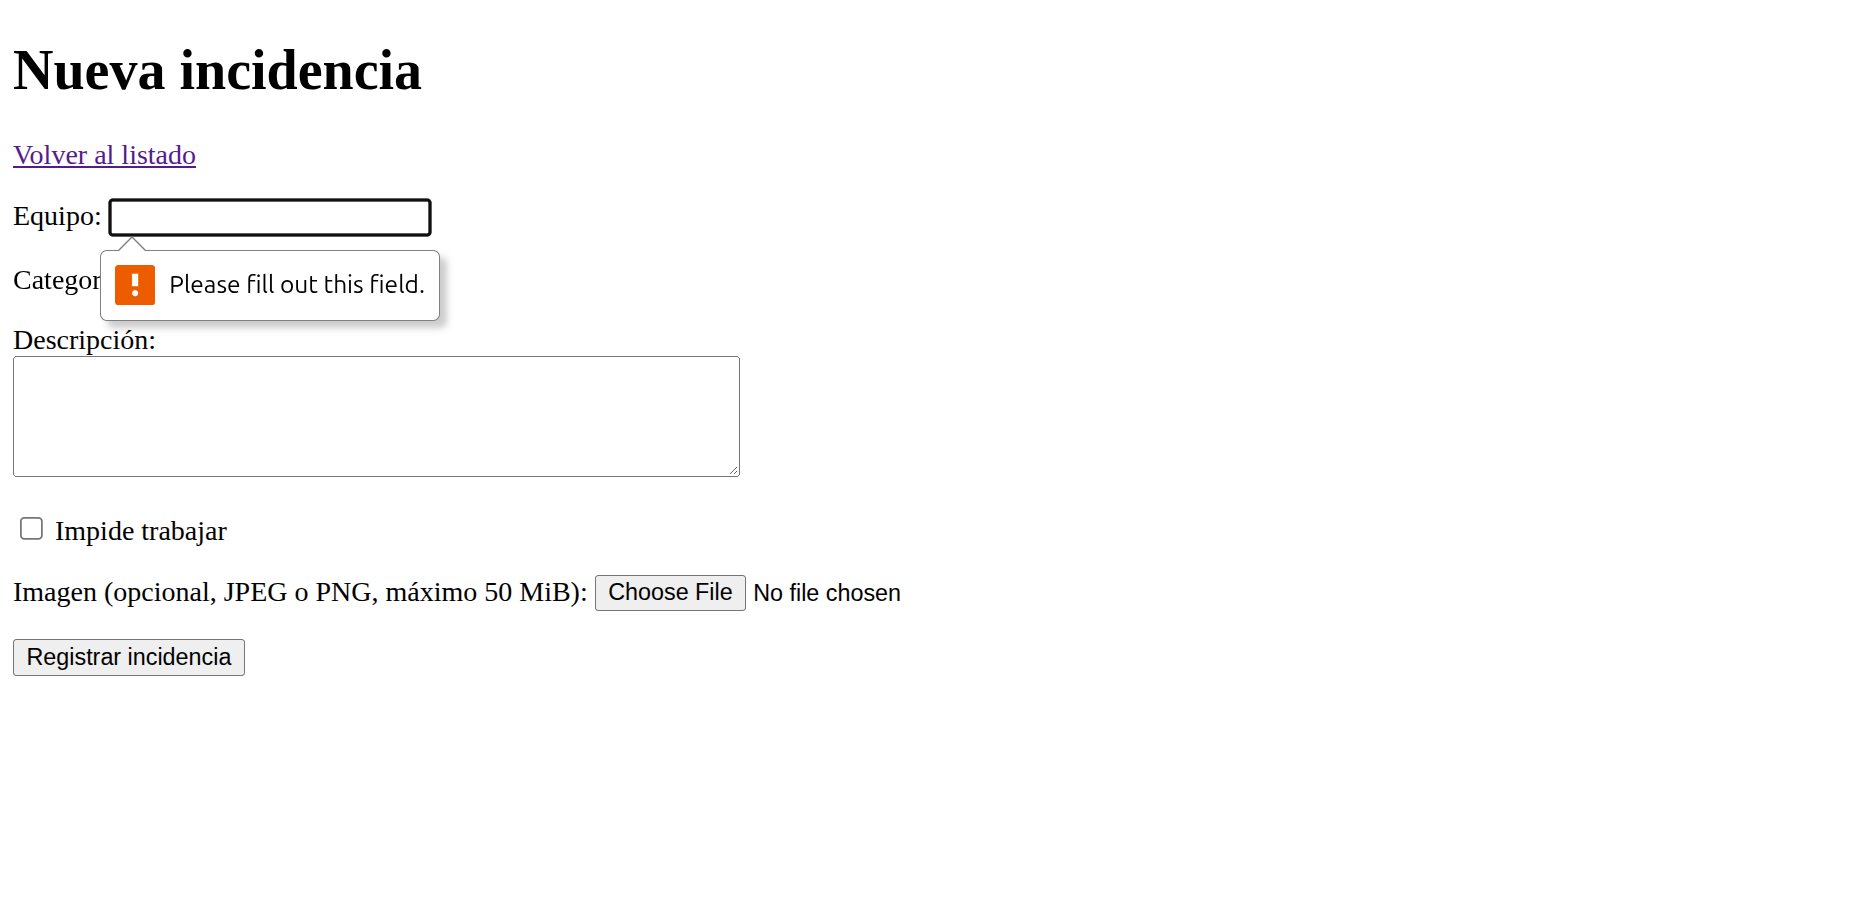 Nueva incidencia
Volver al listado
Equipo:
Please fill out this field.
Descripción:
Impide trabajar
Imagen (opcional, JPEG o PNG, máximo 50 MiB): Choose File No file chosen
Registrar incidencia